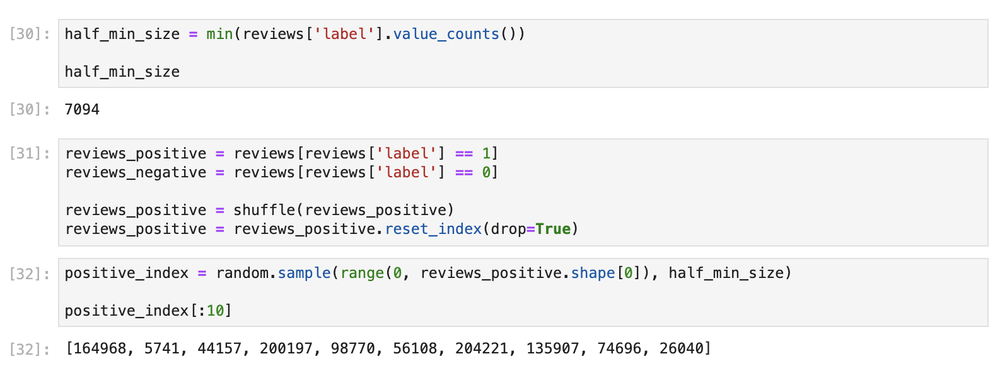 [30]: half_min_size = min(reviews['label'].value_counts())
half_min_size
[30]: 7094
[31]: reviews_positive = reviews[reviews['label'] == 1]
reviews_negative = reviews[reviews['label'] == 0]
reviews_positive = shuffle(reviews_positive)
reviews_positive = reviews_positive.reset_index(drop=True)
[32]: positive_index = random.sample(range(0, reviews_positive.shape[0]), half_min_size)
positive_index[:10]
[32]: [164968, 5741, 44157, 200197, 98770, 56108, 204221, 135907, 74696, 26040]